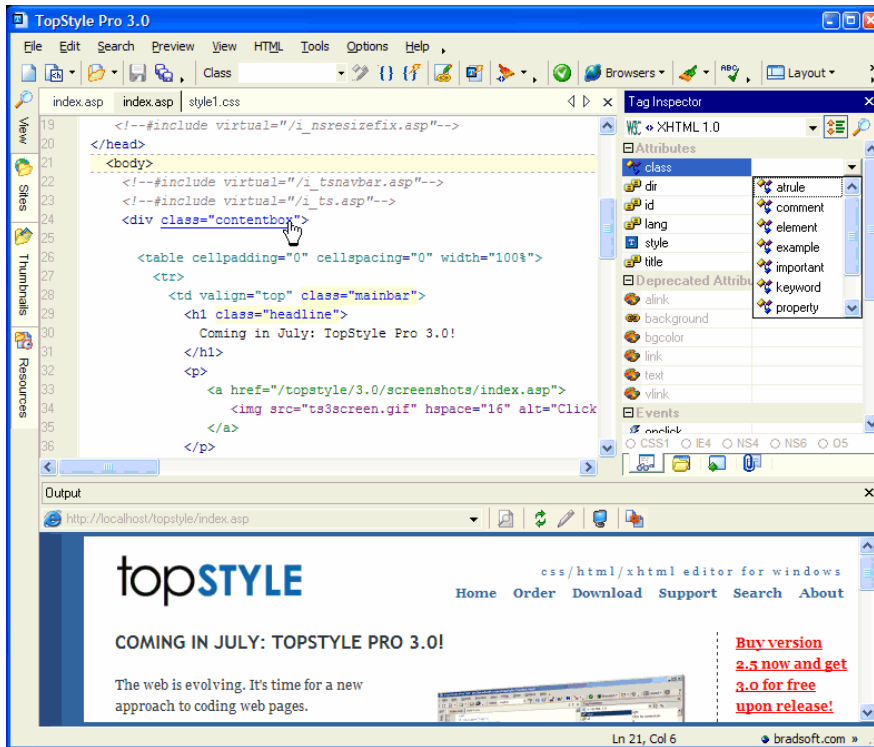 TopStyle Pro 3.0
File Edit Search Preview View HTML Tools Options Help
Class Browsers Layout
index.asp index.asp style1.css
View
Sites
Thumbnails
Resources
19 <!--#include virtual="/i_nsresizefix.asp"-->
20 </head>
21 <body>
22 <!--#include virtual="/i_tsnavbar.asp"-->
23 <!--#include virtual="/i_ts.asp"-->
24 <div class="contentbox">
25
26 <table cellpadding="0" cellspacing="0" width="100%">
27 <tr>
28 <td valign="top" class="mainbar">
29 <h1 class="headline">
30 Coming in July: TopStyle Pro 3.0!
31 </h1>
32 <p>
33 <a href="/topstyle/3.0/screenshots/index.asp">
34 <img src="ts3screen.gif" hspace="16" alt="Click
35 </a>
36 </p>
Tag Inspector
W3C XHTML 1.0
Attributes
class
dir
id
lang
style
title
atrule
comment
element
example
important
keyword
property
Deprecated Attribu
alink
background
bgcolor
link
text
vlink
Events
onclick
CSS1 IE4 NS4 NS6 O5
Output
http://localhost/topstyle/index.asp
topSTYLE
css/html/xhtml editor for windows
Home Order Download Support Search About
COMING IN JULY: TOPSTYLE PRO 3.0!
The web is evolving. It's time for a new
approach to coding web pages.
Buy version
2.5 now and get
3.0 for free
upon release!
Ln 21, Col 6 bradsoft.com »